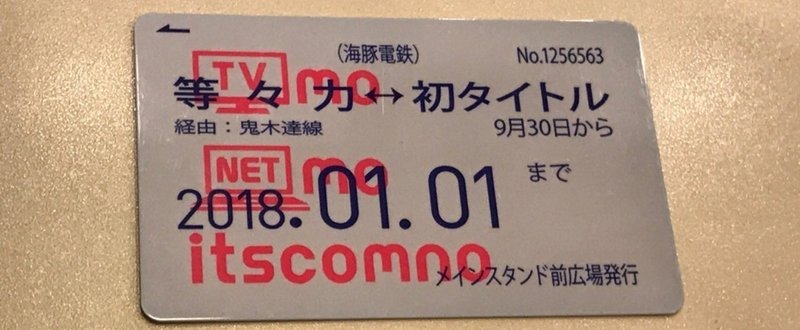 (海豚電鉄) No.1256563
TVmo
等々力↔初タイトル
経由：鬼木達線 9月30日から
NETmo
2018.01.01 まで
itscomno
メインスタンド前広場発行